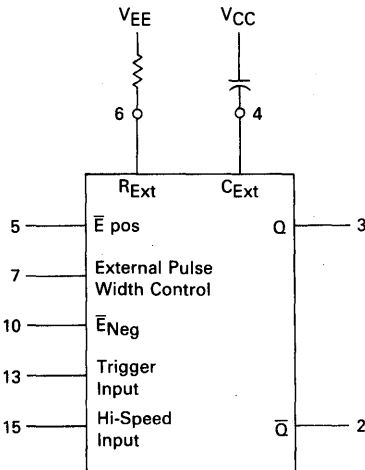 VEE VCC
6 4
RExt CExt
5 E̅ pos Q 3
7 External Pulse
Width Control
10 E̅Neg
13 Trigger
Input
15 Hi-Speed
Input Q̅ 2